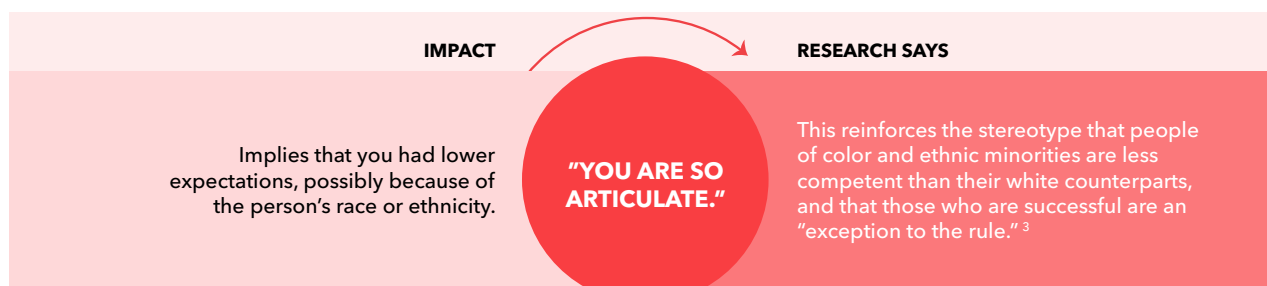 IMPACT
Implies that you had lower
expectations, possibly because of
the person’s race or ethnicity.
“YOU ARE SO
ARTICULATE.”
RESEARCH SAYS
This reinforces the stereotype that people
of color and ethnic minorities are less
competent than their white counterparts,
and that those who are successful are an
“exception to the rule.” 3